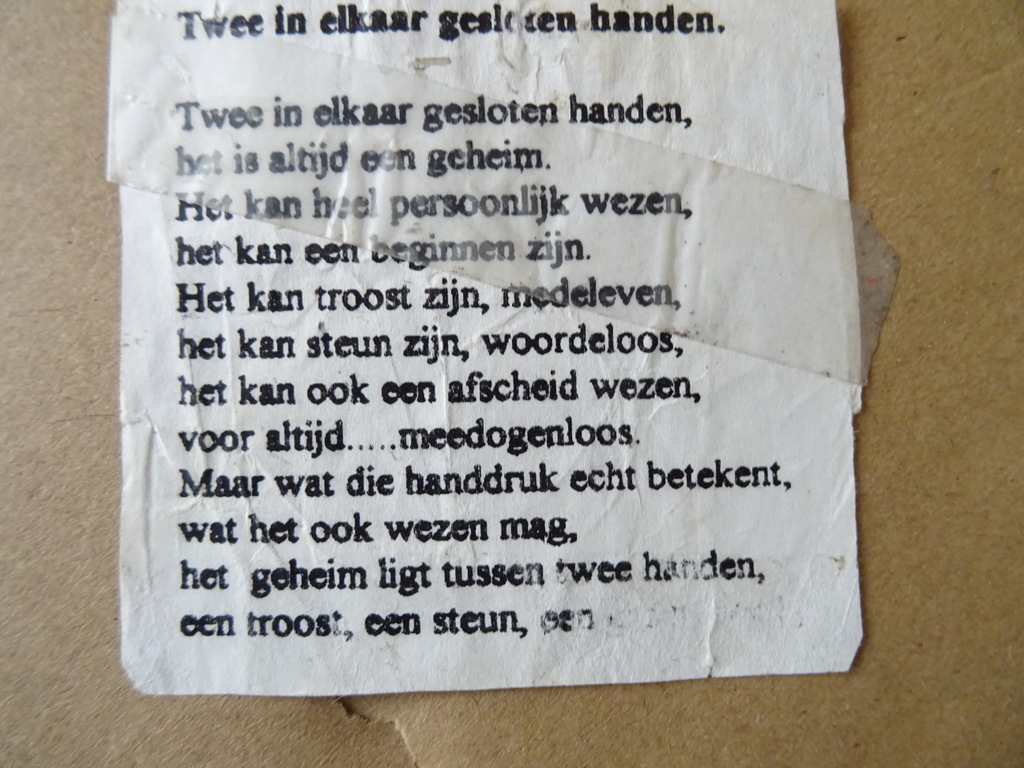 Twee in elkaar gesloten handen.
Twee in elkaar gesloten handen,
het is altijd een geheim.
Het kan heel persoonlijk wezen,
het kan een beginnen zijn.
Het kan troost zijn, medeleven,
het kan steun zijn, woordeloos,
het kan ook een afscheid wezen,
voor altijd.....meedogenloos.
Maar wat die handdruk echt betekent,
wat het ook wezen mag,
het geheim ligt tussen twee handen,
een troost, een steun, een